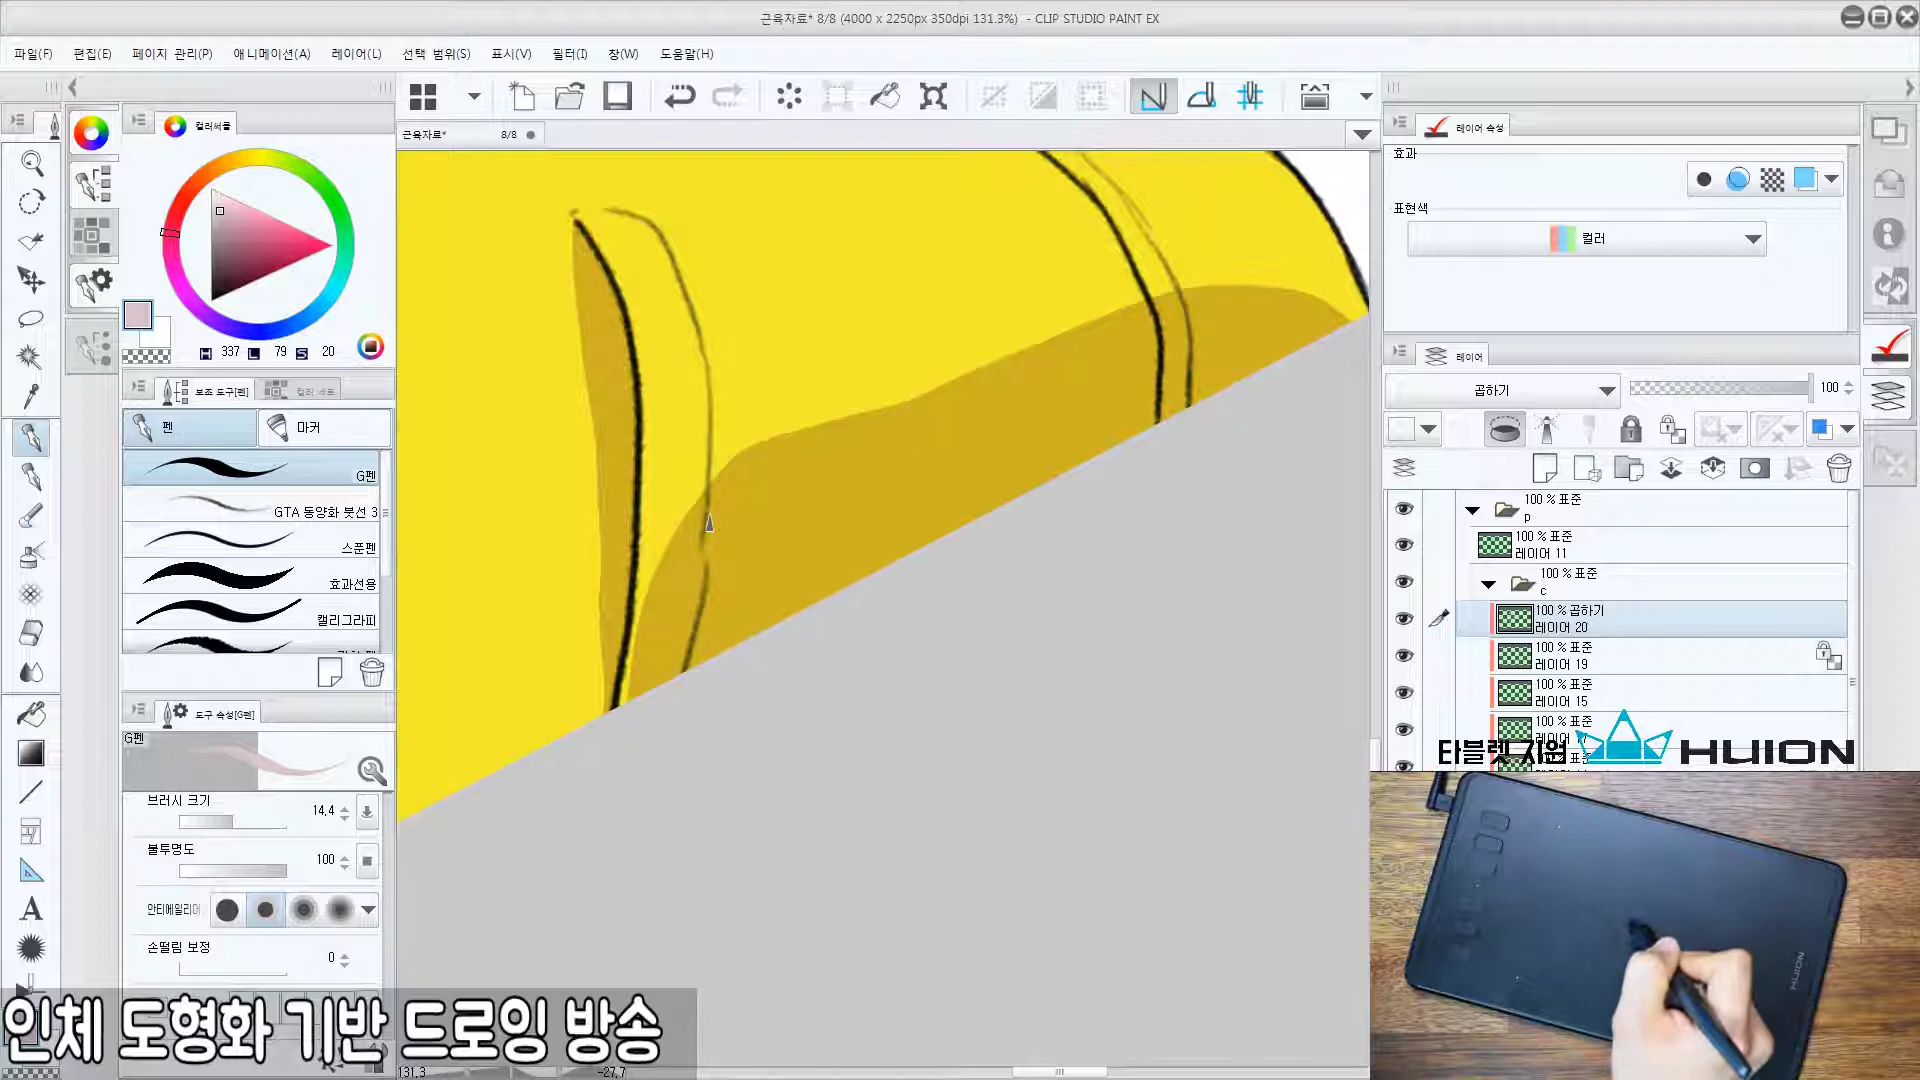 근육자료* 8/8 (4000 x 2250px 350dpi 131.3%) - CLIP STUDIO PAINT EX
파일(F) 편집(E) 페이지 관리(P) 애니메이션(A) 레이어(L) 선택 범위(S) 표시(V) 필터(I) 창(W) 도움말(H)
컬러써클
근육자료* 8/8
레이어 속성
효과
표현색
컬러
H 337 L 79 S 20
보조 도구[펜]
컬러 세트
펜
마커
G펜
GTA 동양화 붓선 3
스푼펜
효과선용
캘리그라피
도구 속성[G펜]
G펜
브러시 크기 14.4
불투명도 100
안티에일리어
손떨림 보정 0
레이어
곱하기 100
100 % 표준
p
100 % 표준
레이어 11
100 % 표준
c
100 % 곱하기
레이어 20
100 % 표준
레이어 19
100 % 표준
레이어 15
100 % 표준
타블렛 지원 HUION
HUION
인체 도형화 기반 드로잉 방송
131.3 -27.7